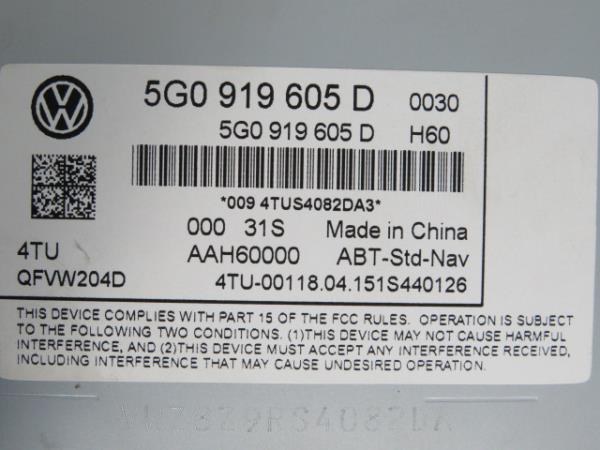 5G0 919 605 D 0030
5G0 919 605 D H60
*009 4TUS4082DA3*
000 31S Made in China
4TU AAH60000 ABT-Std-Nav
QFVW204D 4TU-00118.04.151S440126
THIS DEVICE COMPLIES WITH PART 15 OF THE FCC RULES. OPERATION IS SUBJECT
TO THE FOLLOWING TWO CONDITIONS. (1)THIS DEVICE MAY NOT CAUSE HARMFUL
INTERFERENCE, AND (2)THIS DEVICE MUST ACCEPT ANY INTERFERENCE RECEIVED,
INCLUDING INTERFERENCE THAT MAY CAUSE UNDESIRED OPERATION.